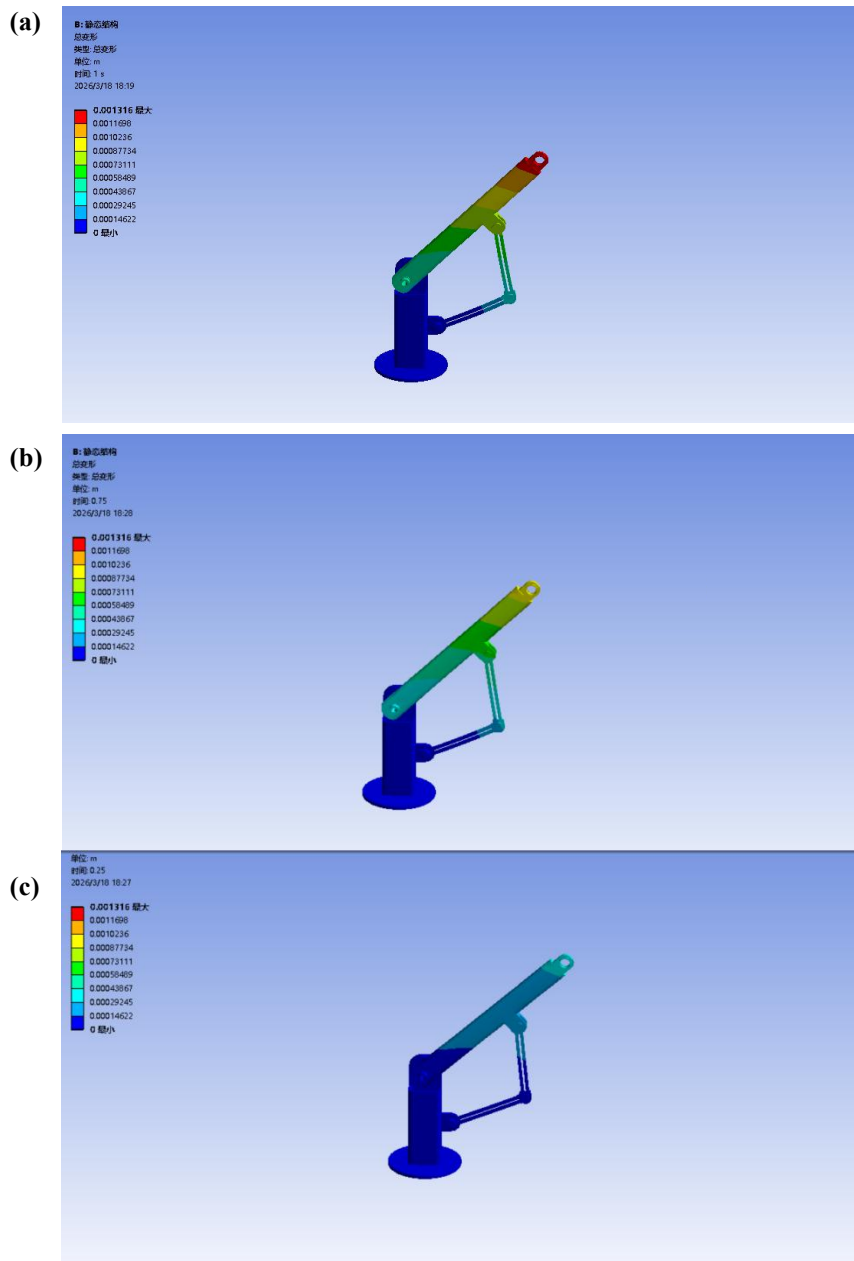 (a)
B: 静态结构
总变形
类型: 总变形
单位: m
时间: 1 s
2026/3/18 18:19
0.001316 最大
0.0011698
0.0010236
0.00087734
0.00073111
0.00058489
0.00043867
0.00029245
0.00014622
0 最小
(b)
B: 静态结构
总变形
类型: 总变形
单位: m
时间: 0.75
2026/3/18 18:28
0.001316 最大
0.0011698
0.0010236
0.00087734
0.00073111
0.00058489
0.00043867
0.00029245
0.00014622
0 最小
(c)
单位: m
时间: 0.25
2026/3/18 18:27
0.001316 最大
0.0011698
0.0010236
0.00087734
0.00073111
0.00058489
0.00043867
0.00029245
0.00014622
0 最小